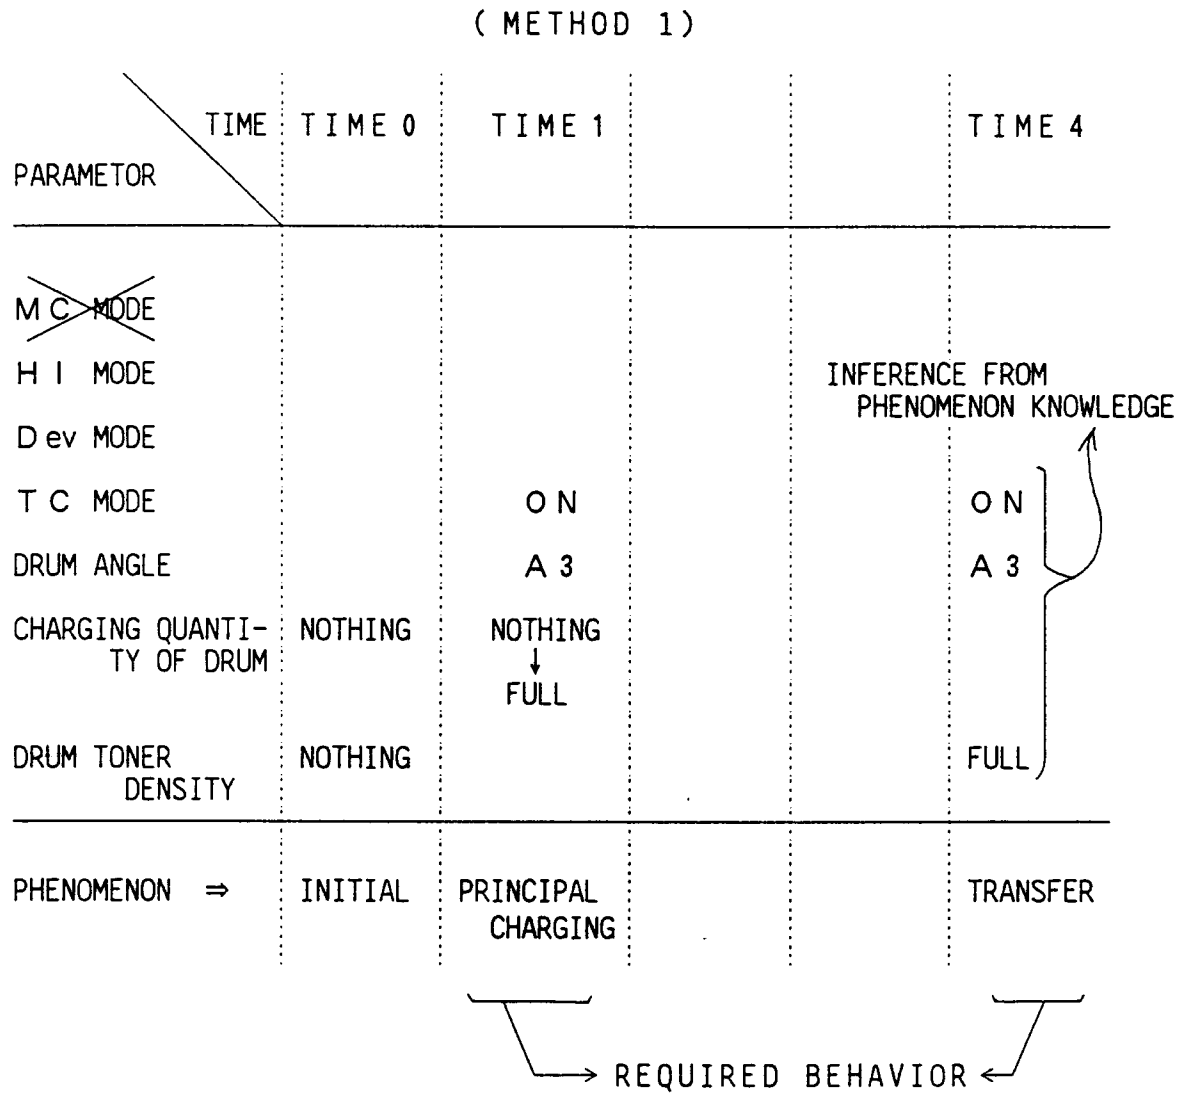 ( METHOD 1)
TIME TIME 0 TIME 1 TIME 4
PARAMETOR
MC MODE
HI MODE INFERENCE FROM
PHENOMENON KNOWLEDGE
Dev MODE
TC MODE ON ON
DRUM ANGLE A3 A3
CHARGING QUANTI- NOTHING NOTHING
TY OF DRUM ↓
FULL
DRUM TONER NOTHING FULL
DENSITY
PHENOMENON ⇒ INITIAL PRINCIPAL TRANSFER
CHARGING
REQUIRED BEHAVIOR